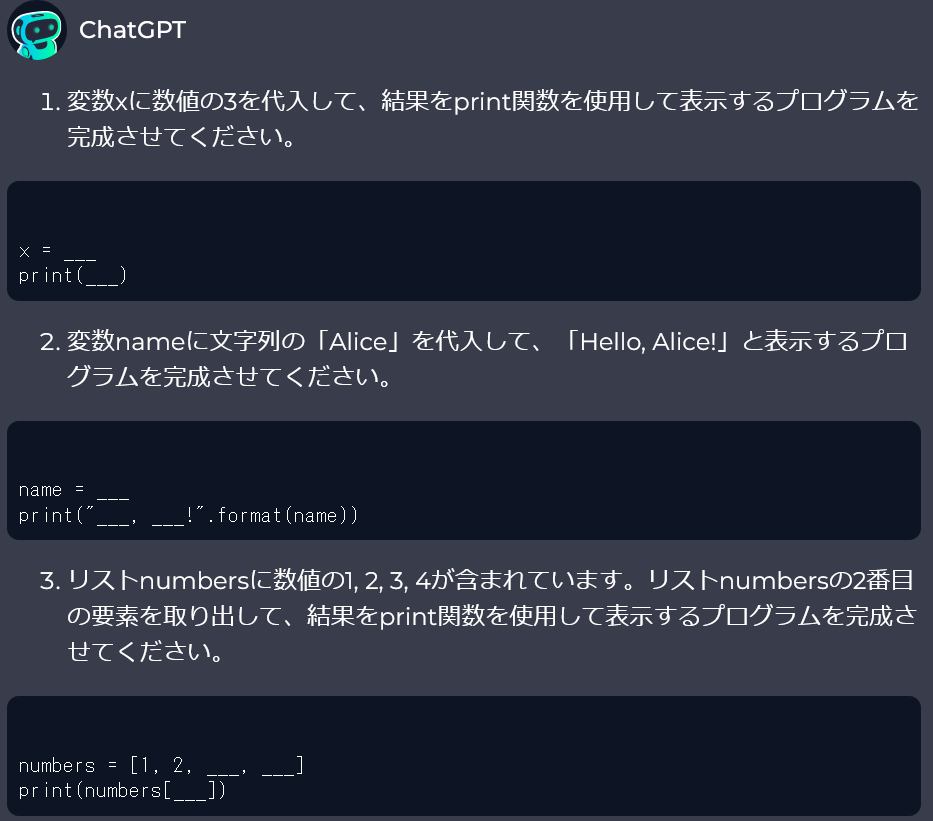 ChatGPT
1. 変数xに数値の3を代入して、結果をprint関数を使用して表示するプログラムを
完成させてください。
x = ___
print(___)
2. 変数nameに文字列の「Alice」を代入して、「Hello, Alice!」と表示するプロ
グラムを完成させてください。
name = ___
print("___, ___!".format(name))
3. リストnumbersに数値の1, 2, 3, 4が含まれています。リストnumbersの2番目
の要素を取り出して、結果をprint関数を使用して表示するプログラムを完成さ
せてください。
numbers = [1, 2, ___, ___]
print(numbers[___])